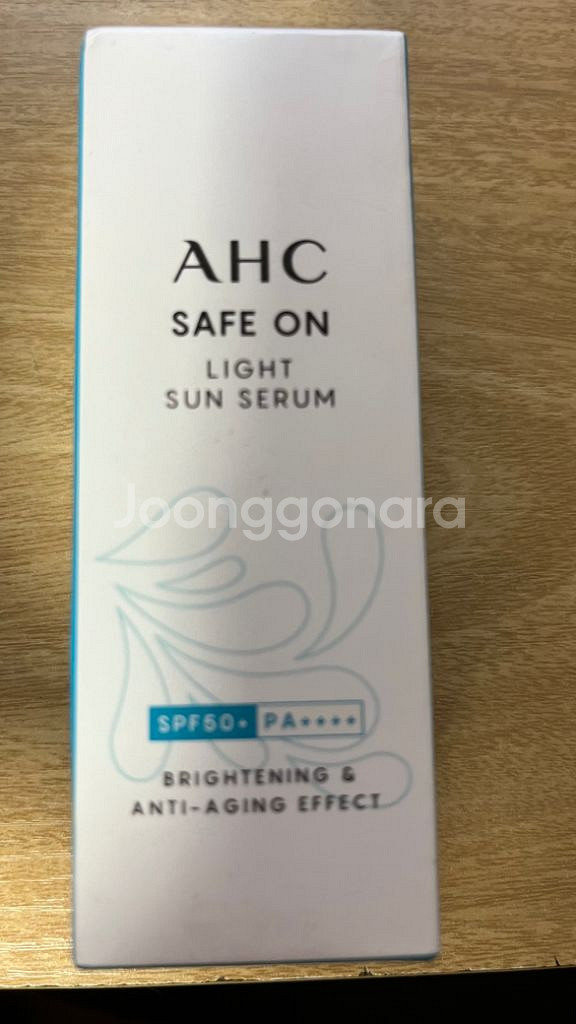 AHC
SAFE ON
LIGHT
SUN SERUM
Joonggonara
SPF50+ PA++++
BRIGHTENING &
ANTI-AGING EFFECT